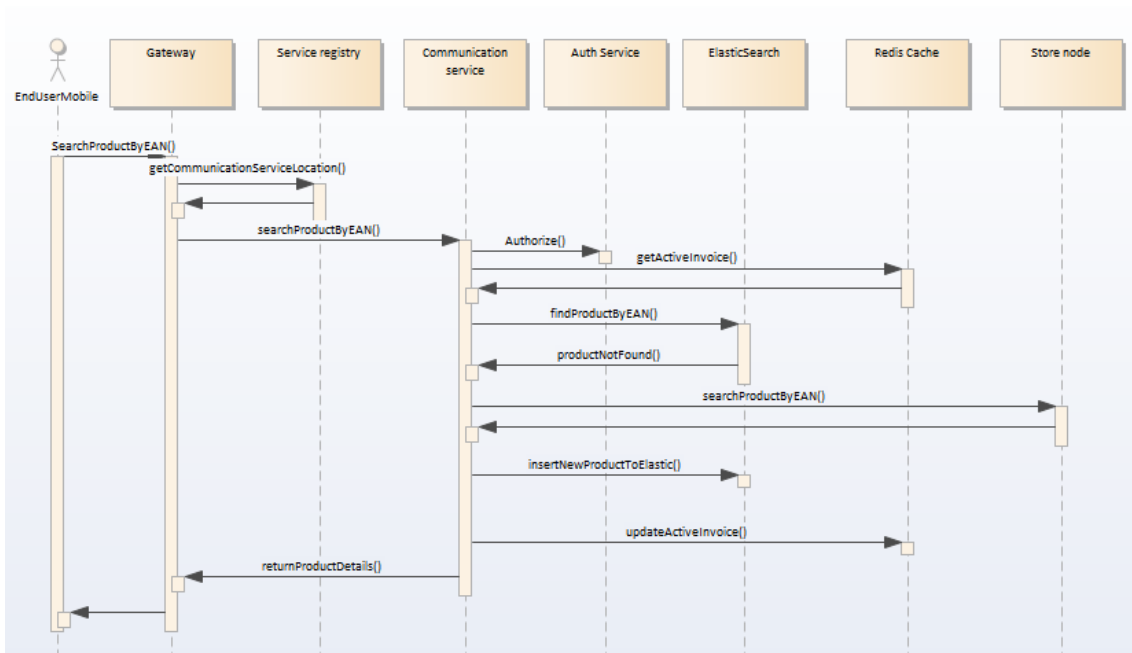 Gateway
Service registry
Communication
service
Auth Service
ElasticSearch
Redis Cache
Store node
EndUserMobile
SearchProductByEAN()
getCommunicationServiceLocation()
searchProductByEAN()
Authorize()
getActiveInvoice()
findProductByEAN()
productNotFound()
searchProductByEAN()
insertNewProductToElastic()
updateActiveInvoice()
returnProductDetails()